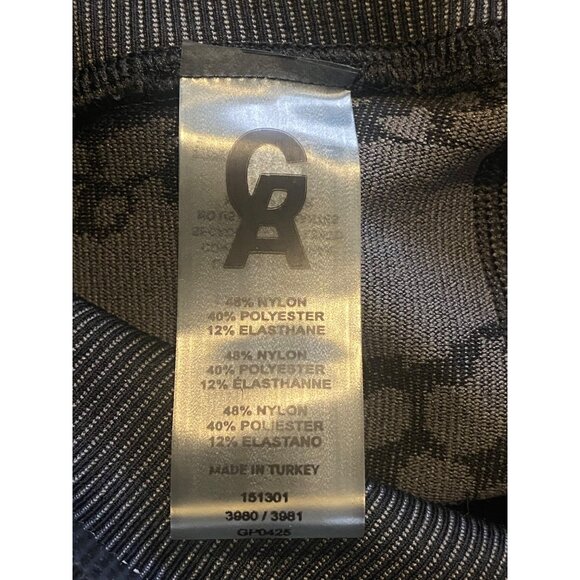 GPA
48% NYLON
40% POLYESTER
12% ELASTHANE
48% NYLON
40% POLYESTER
12% ÉLASTHANNE
48% NYLON
40% POLIESTER
12% ELASTANO
MADE IN TURKEY
151301
3980 / 3981
GP0425